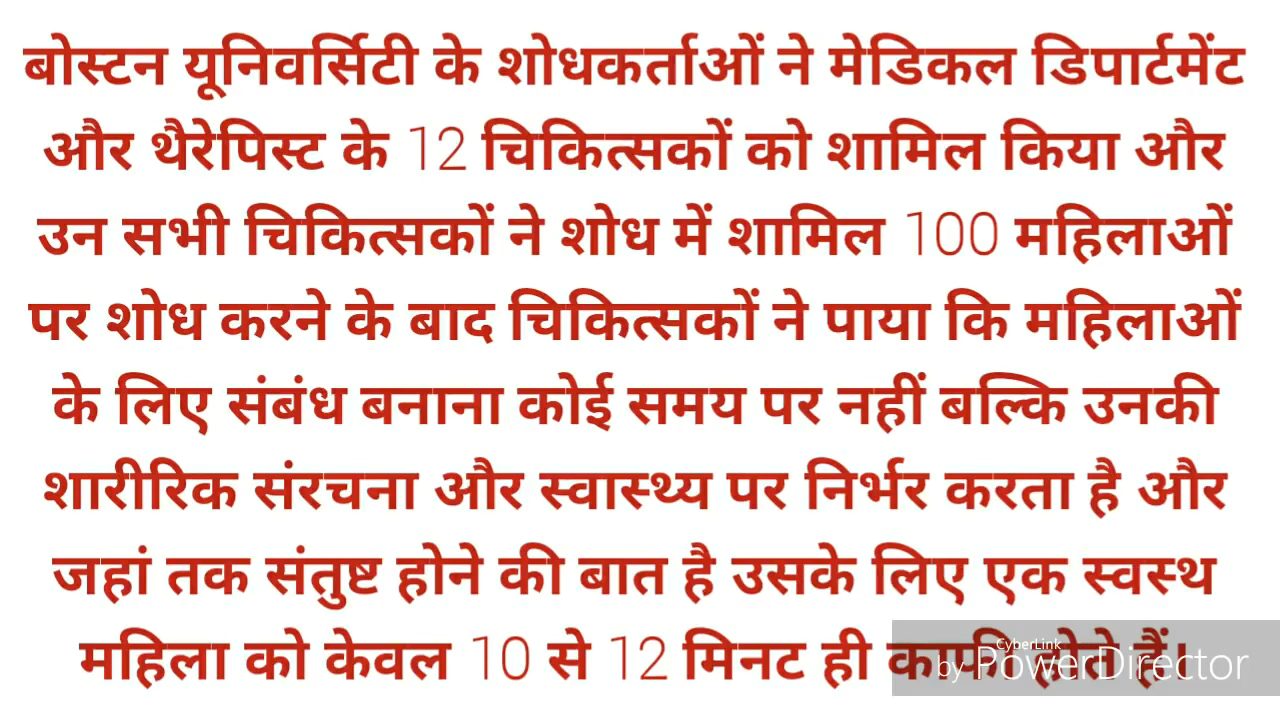 बोस्टन यूनिवर्सिटी के शोधकर्ताओं ने मेडिकल डिपार्टमेंट
और थैरेपिस्ट के 12 चिकित्सकों को शामिल किया और
उन सभी चिकित्सकों ने शोध में शामिल 100 महिलाओं
पर शोध करने के बाद चिकित्सकों ने पाया कि महिलाओं
के लिए संबंध बनाना कोई समय पर नहीं बल्कि उनकी
शारीरिक संरचना और स्वास्थ्य पर निर्भर करता है और
जहां तक संतुष्ट होने की बात है उसके लिए एक स्वस्थ
महिला को केवल 10 से 12 मिनट ही काफी होते हैं।
CyberLink
by PowerDirector